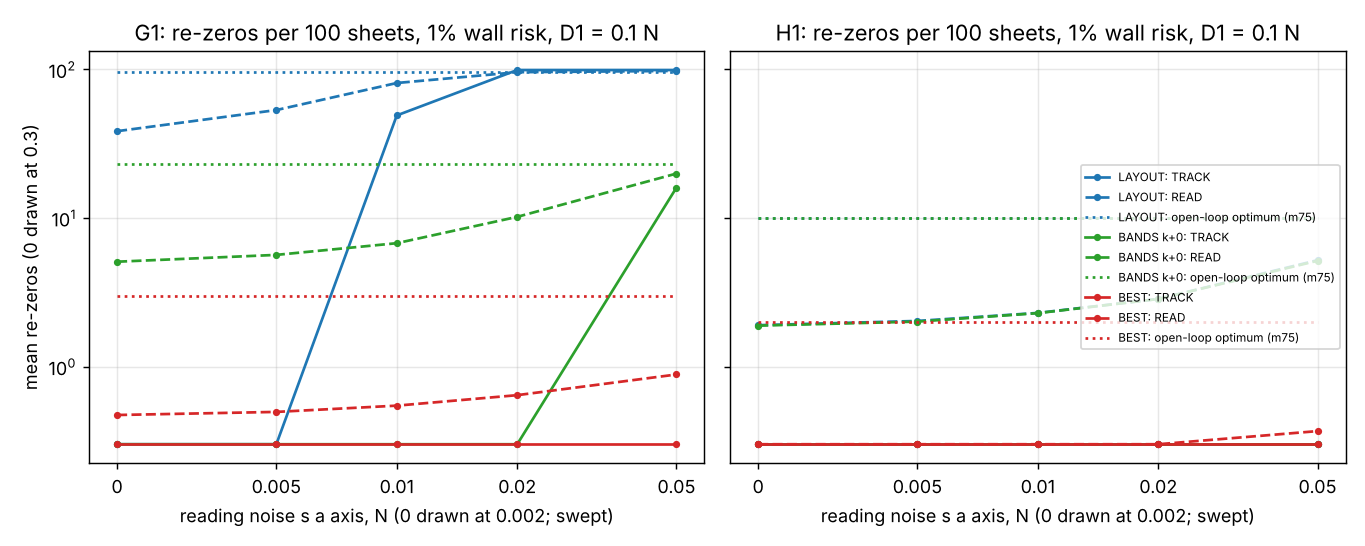 G1: re-zeros per 100 sheets, 1% wall risk, D1 = 0.1 N
mean re-zeros (0 drawn at 0.3)
10²
10¹
10⁰
0
0.005
0.01
0.02
0.05
reading noise s a axis, N (0 drawn at 0.002; swept)
H1: re-zeros per 100 sheets, 1% wall risk, D1 = 0.1 N
LAYOUT: TRACK
LAYOUT: READ
LAYOUT: open-loop optimum (m75)
BANDS k+0: TRACK
BANDS k+0: READ
BANDS k+0: open-loop optimum (m75)
BEST: TRACK
BEST: READ
BEST: open-loop optimum (m75)
0
0.005
0.01
0.02
0.05
reading noise s a axis, N (0 drawn at 0.002; swept)